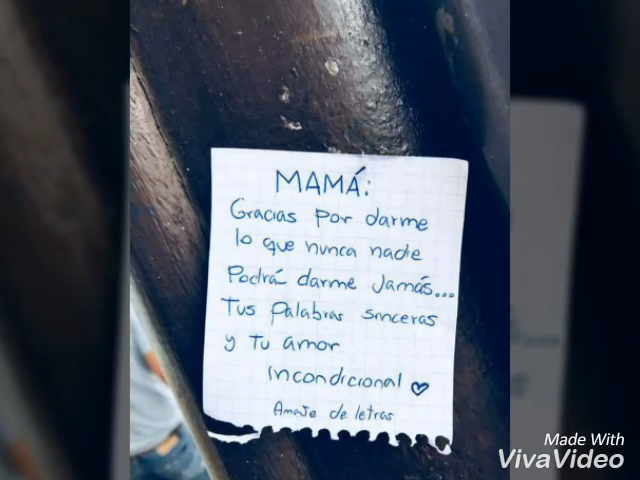 MAMÁ:
Gracias por darme
lo que nunca nadie
Podrá darme Jamás...
Tus Palabras sinceras
y Tu amor
Incondicional ♡
Amaje de letras
Made With
VivaVideo